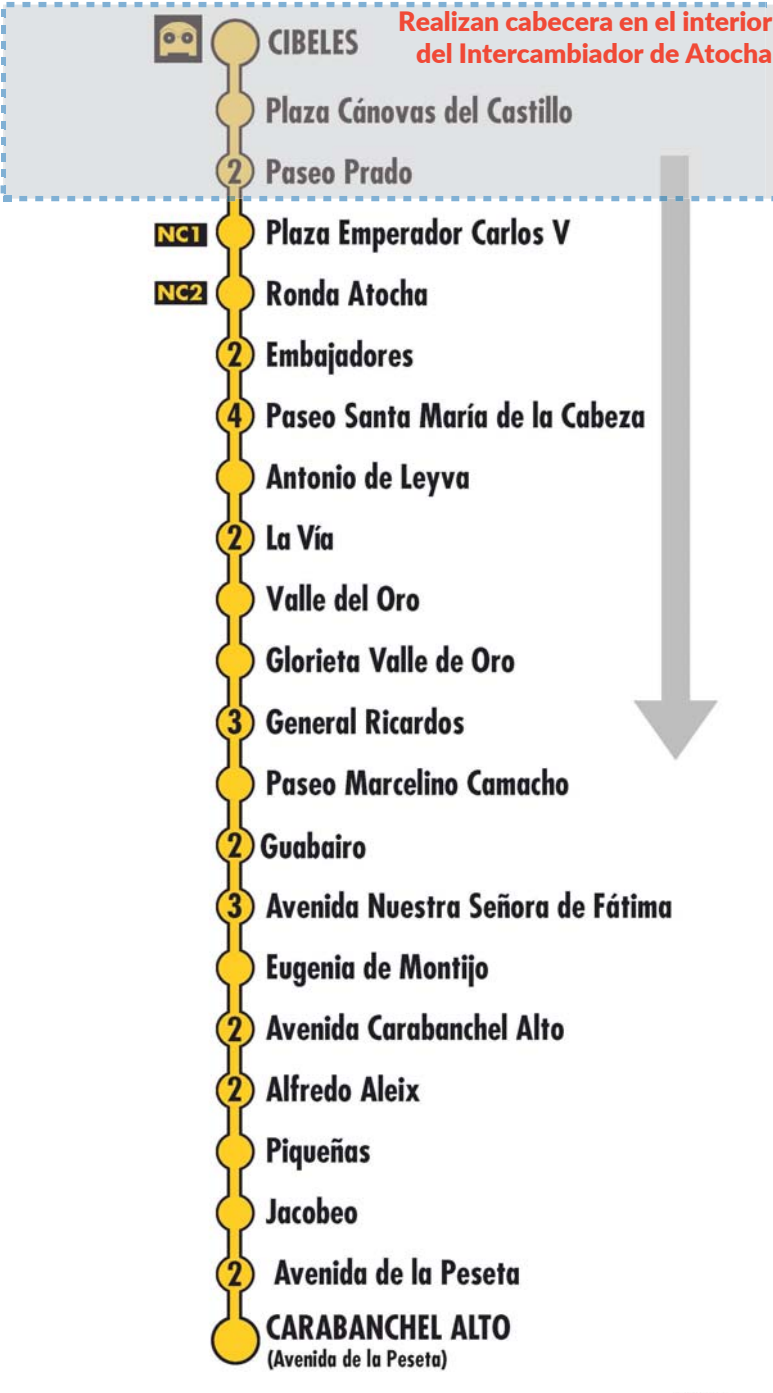 Realizan cabecera en el interior
del Intercambiador de Atocha
CIBELES
Plaza Cánovas del Castillo
2 Paseo Prado
NC1 Plaza Emperador Carlos V
NC2 Ronda Atocha
2 Embajadores
4 Paseo Santa María de la Cabeza
Antonio de Leyva
2 La Vía
Valle del Oro
Glorieta Valle de Oro
3 General Ricardos
Paseo Marcelino Camacho
2 Guabairo
3 Avenida Nuestra Señora de Fátima
Eugenia de Montijo
2 Avenida Carabanchel Alto
2 Alfredo Aleix
Piqueñas
Jacobeo
2 Avenida de la Peseta
CARABANCHEL ALTO
(Avenida de la Peseta)